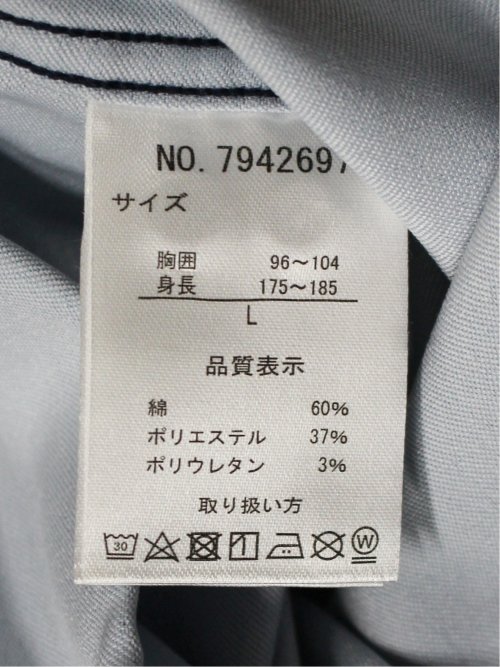 NO. 7942697
サイズ
胸囲 96～104
身長 175～185
L
品質表示
綿 60%
ポリエステル 37%
ポリウレタン 3%
取り扱い方
30 W